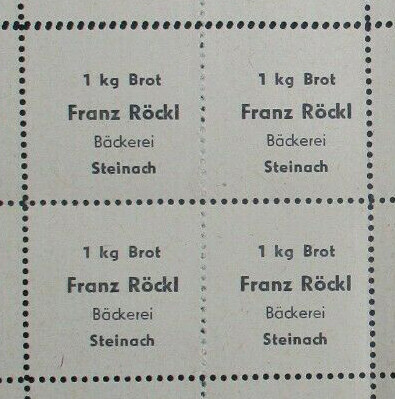 1 kg Brot
Franz Röckl
Bäckerei
Steinach
1 kg Brot
Franz Röckl
Bäckerei
Steinach
1 kg Brot
Franz Röckl
Bäckerei
Steinach
1 kg Brot
Franz Röckl
Bäckerei
Steinach